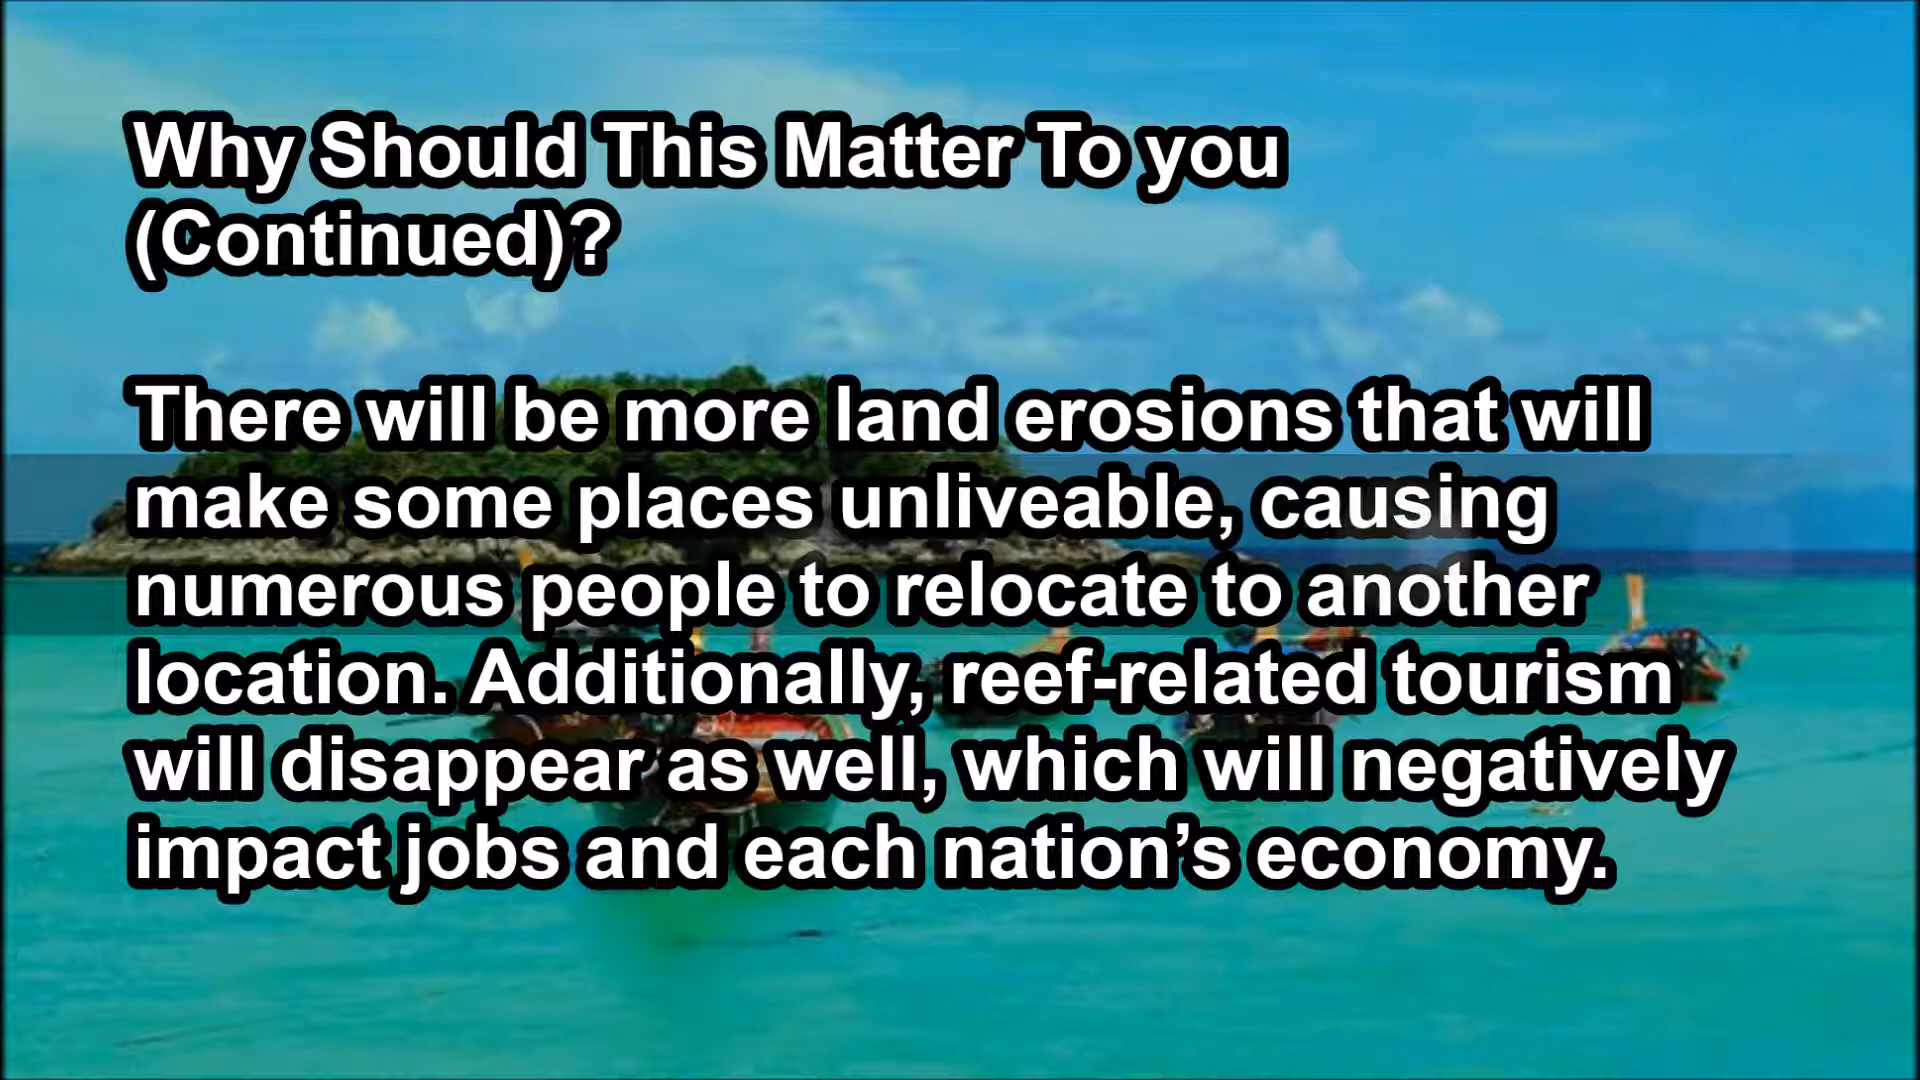 Why Should This Matter To you
(Continued)?
There will be more land erosions that will
make some places unliveable, causing
numerous people to relocate to another
location. Additionally, reef-related tourism
will disappear as well, which will negatively
impact jobs and each nation’s economy.